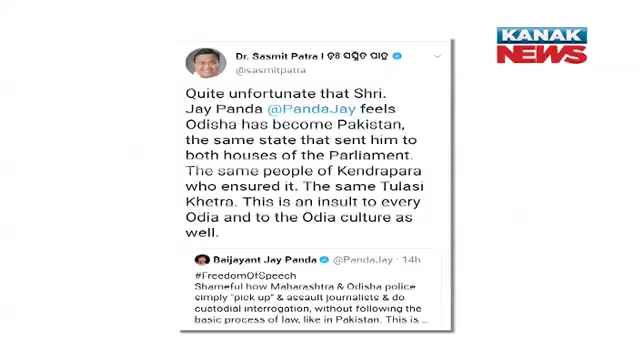 KANAK
NEWS
Dr. Sasmit Patra I ଡ଼ଃ ସସ୍ମିତ ପାତ୍ର
@sasmitpatra
Quite unfortunate that Shri.
Jay Panda @PandaJay feels
Odisha has become Pakistan,
the same state that sent him to
both houses of the Parliament.
The same people of Kendrapara
who ensured it. The same Tulasi
Khetra. This is an insult to every
Odia and to the Odia culture as
well.
Baijayant Jay Panda @PandaJay · 14h
#FreedomOfSpeech
Shameful how Maharashtra & Odisha police
simply "pick up" & assault journalists & do
custodial interrogation, without following the
basic process of law, like in Pakistan. This is ...